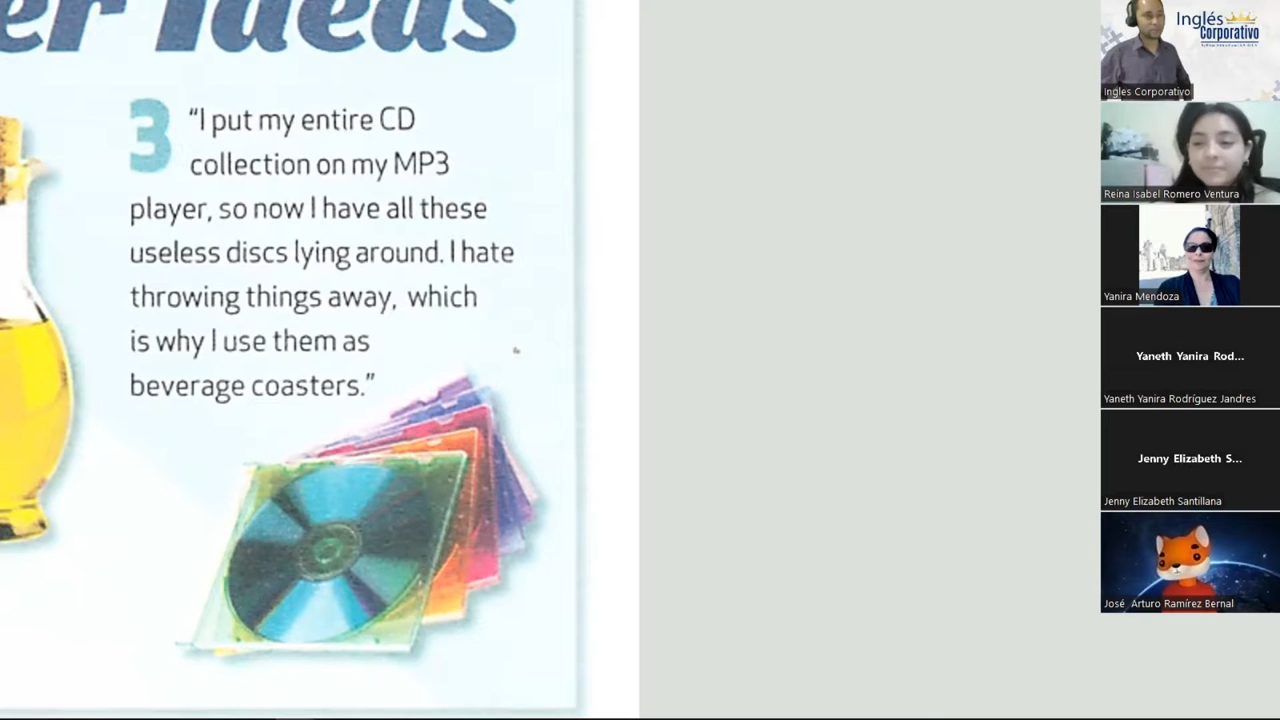 er Ideas
3 "I put my entire CD
collection on my MP3
player, so now I have all these
useless discs lying around. I hate
throwing things away, which
is why I use them as
beverage coasters."
Inglés
Corporativo
Ingles Corporativo
Reina Isabel Romero Ventura
Yanira Mendoza
Yaneth Yanira Rod...
Yaneth Yanira Rodríguez Jandres
Jenny Elizabeth S...
Jenny Elizabeth Santillana
José Arturo Ramírez Bernal